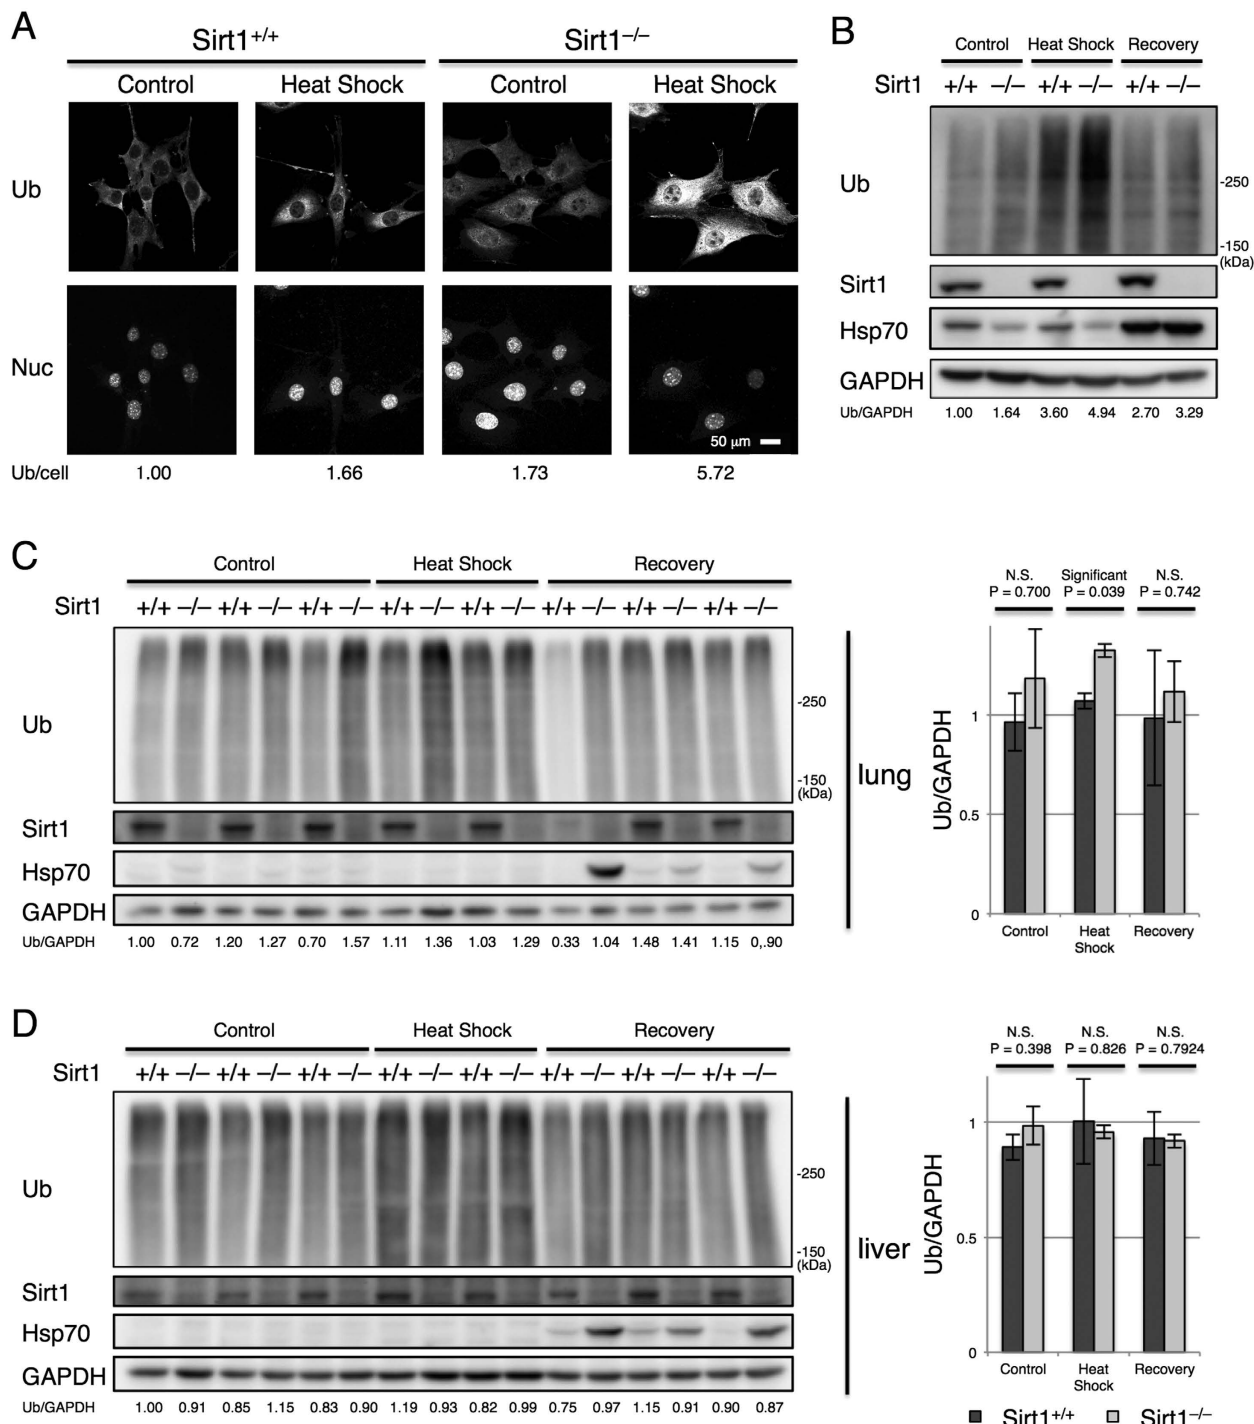 A
Sirt1+/+ Sirt1–/–
Control Heat Shock Control Heat Shock
Ub
Nuc
50 μm
Ub/cell 1.00 1.66 1.73 5.72
B
Control Heat Shock Recovery
Sirt1 +/+ –/– +/+ –/– +/+ –/–
Ub
-250
-150
(kDa)
Sirt1
Hsp70
GAPDH
Ub/GAPDH 1.00 1.64 3.60 4.94 2.70 3.29
C
Control Heat Shock Recovery
Sirt1 +/+ –/– +/+ –/– +/+ –/– +/+ –/– +/+ –/– +/+ –/– +/+ –/– +/+ –/–
Ub
-250
-150
(kDa)
Sirt1
Hsp70
GAPDH
Ub/GAPDH 1.00 0.72 1.20 1.27 0.70 1.57 1.11 1.36 1.03 1.29 0.33 1.04 1.48 1.41 1.15 0,.90
lung
N.S. Significant N.S.
P = 0.700 P = 0.039 P = 0.742
Ub/GAPDH
1
0.5
0
Control Heat Recovery
Shock
D
Control Heat Shock Recovery
Sirt1 +/+ –/– +/+ –/– +/+ –/– +/+ –/– +/+ –/– +/+ –/– +/+ –/– +/+ –/–
Ub
-250
-150
(kDa)
Sirt1
Hsp70
GAPDH
Ub/GAPDH 1.00 0.91 0.85 1.15 0.83 0.90 1.19 0.93 0.82 0.99 0.75 0.97 1.15 0.91 0.90 0.87
liver
N.S. N.S. N.S.
P = 0.398 P = 0.826 P = 0.7924
Ub/GAPDH
1
0.5
0
Control Heat Recovery
Shock
Sirt1+/+ Sirt1–/–